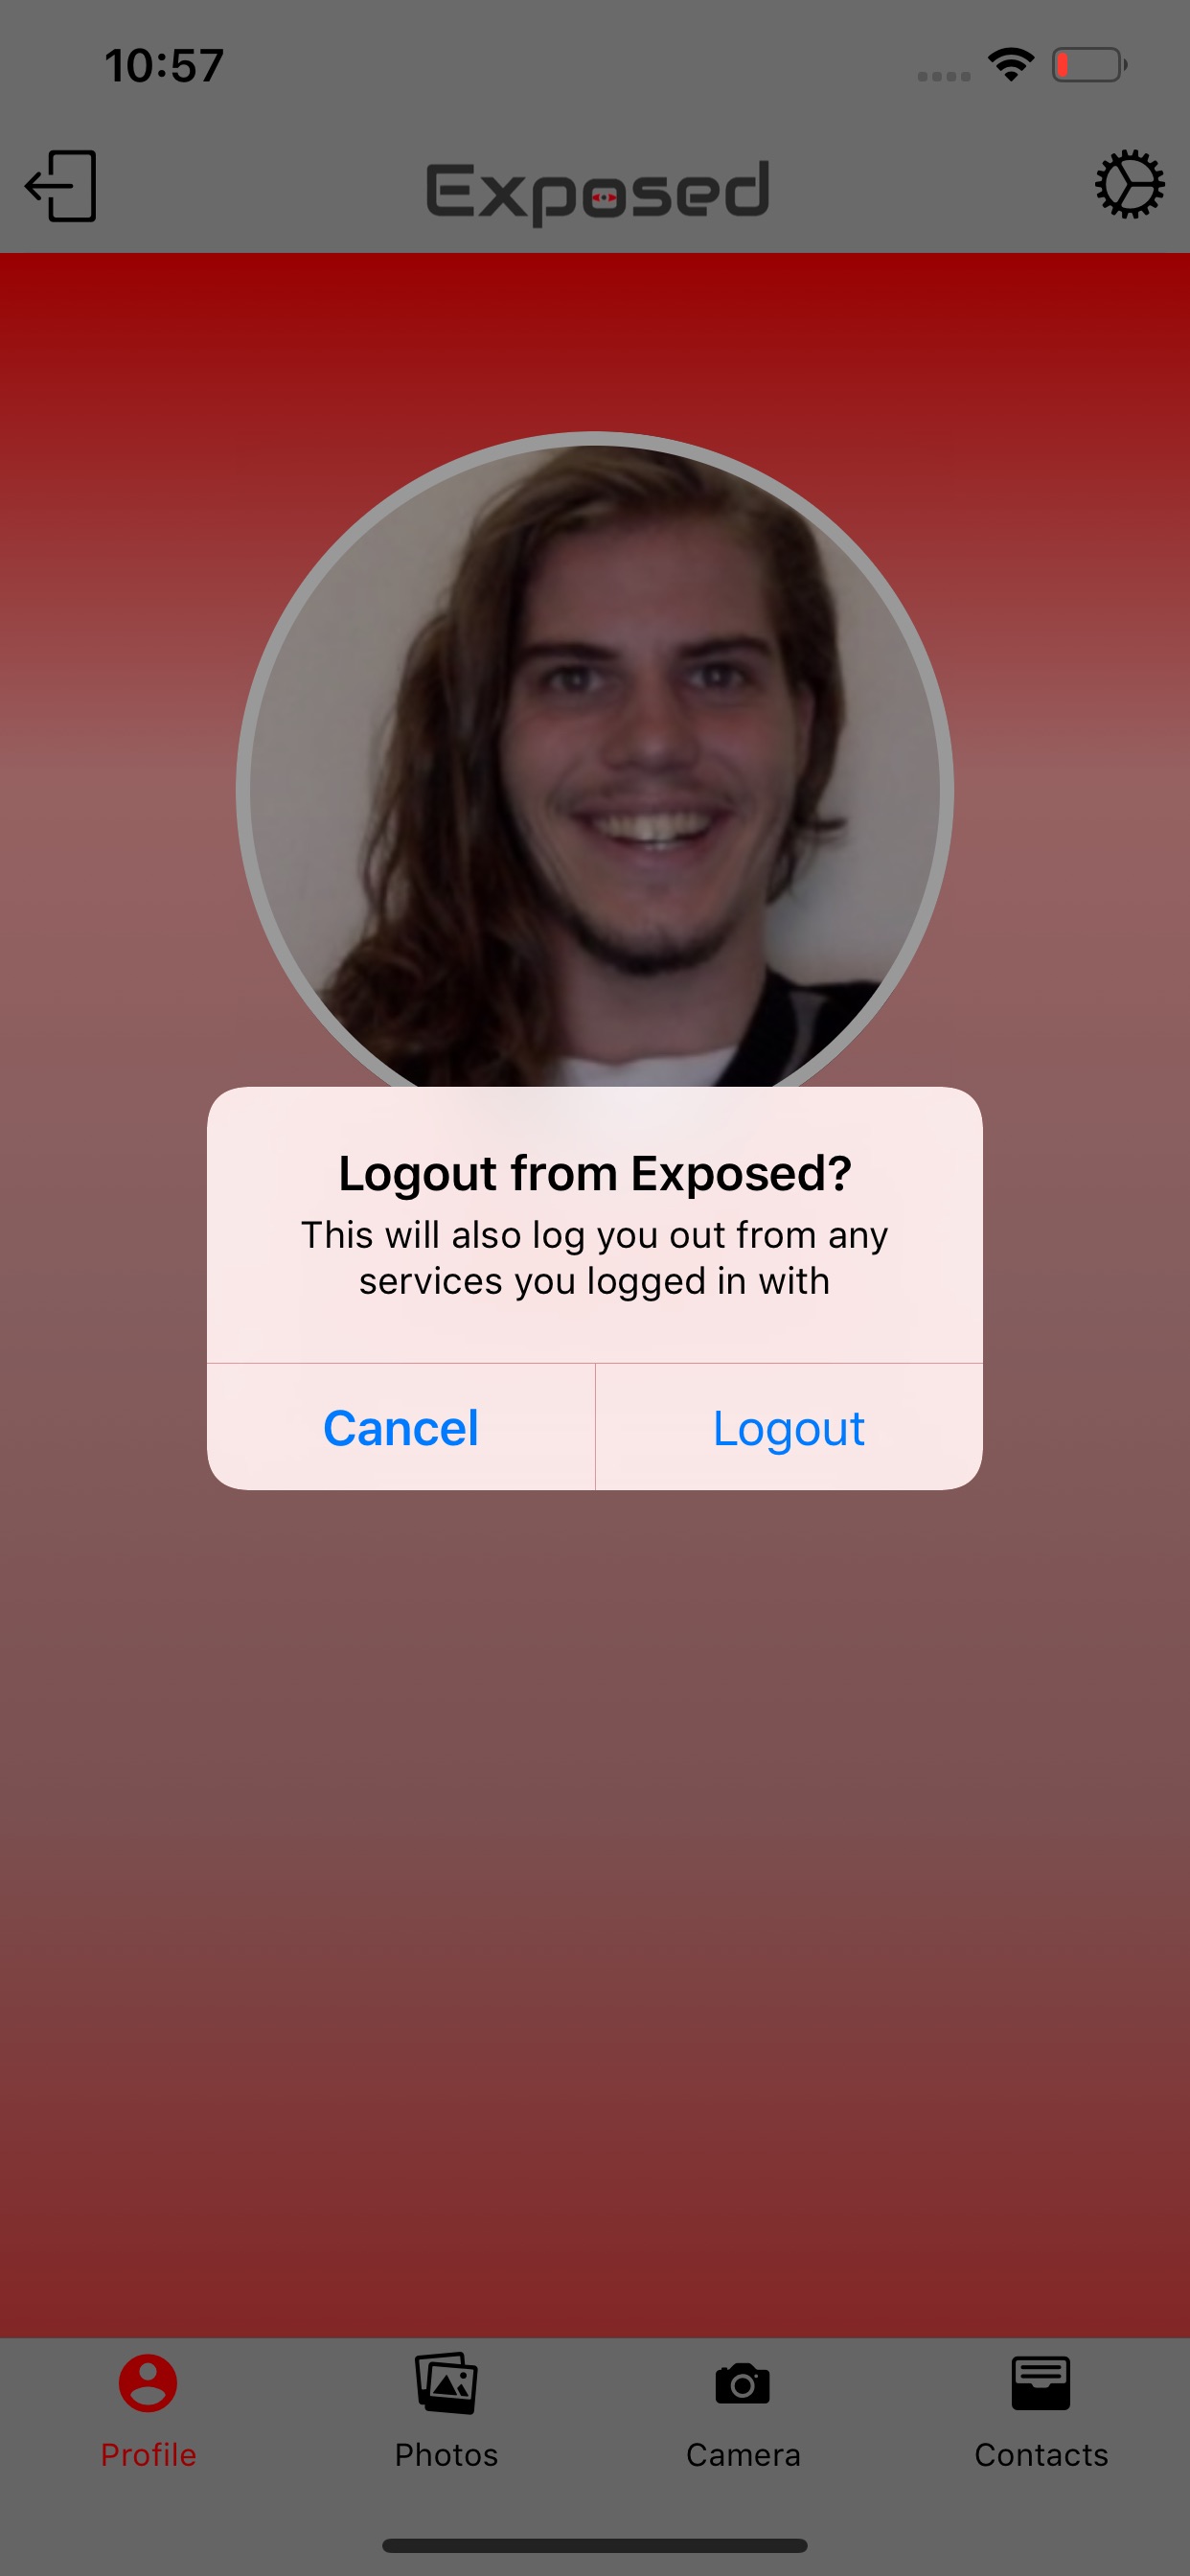 10:57
Exposed
Logout from Exposed?
This will also log you out from any
services you logged in with
Cancel Logout
Profile Photos Camera Contacts